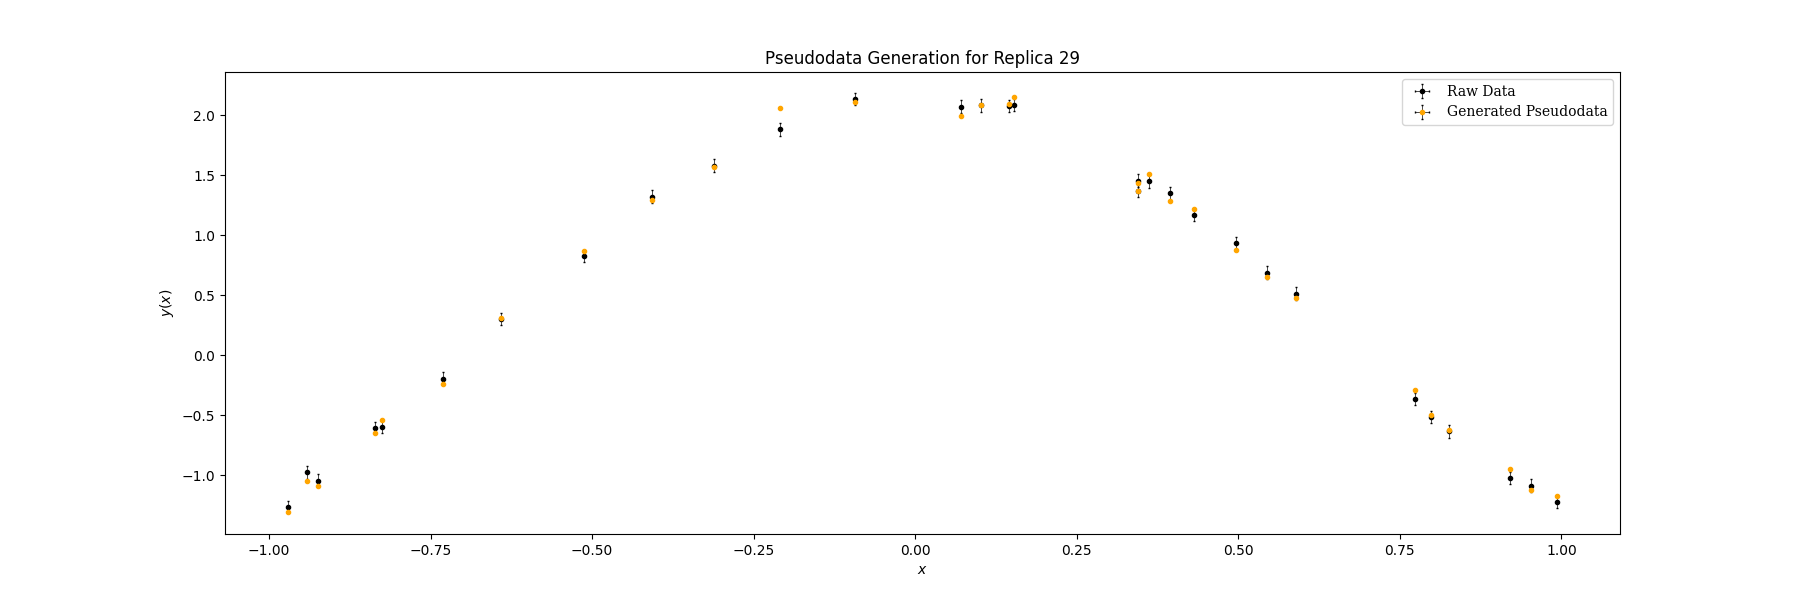 Pseudodata Generation for Replica 29
Raw Data
Generated Pseudodata
y(x)
2.0
1.5
1.0
0.5
0.0
−0.5
−1.0
−1.00 −0.75 −0.50 −0.25 0.00 0.25 0.50 0.75 1.00
x